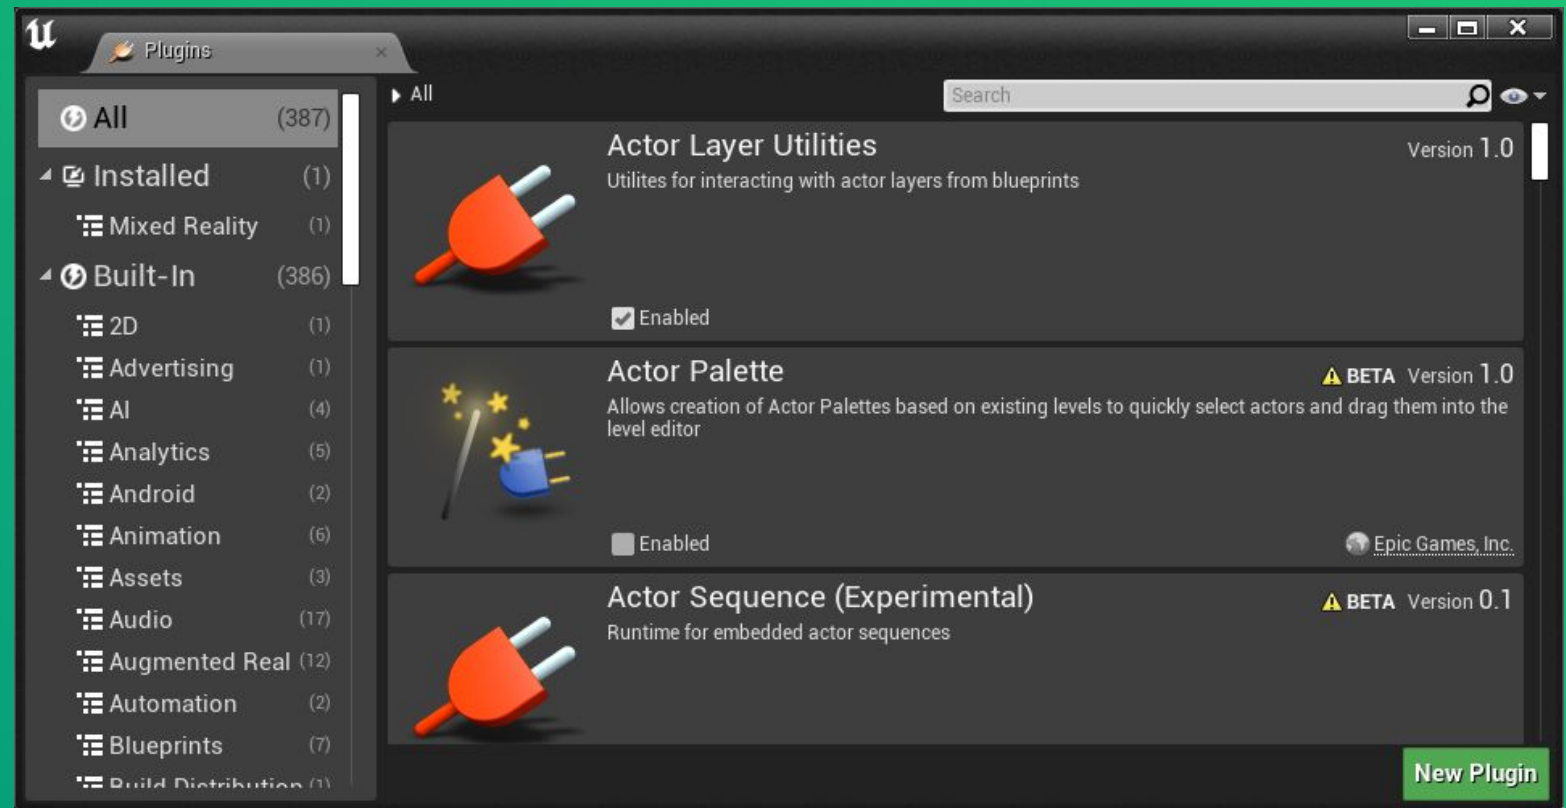 Plugins
All (387)
Installed (1)
Mixed Reality (1)
Built-In (386)
2D (1)
Advertising (1)
AI (4)
Analytics (5)
Android (2)
Animation (6)
Assets (3)
Audio (17)
Augmented Real (12)
Automation (2)
Blueprints (7)
Build Distribution (1)
All
Search
Actor Layer Utilities
Version 1.0
Utilites for interacting with actor layers from blueprints
Enabled
Actor Palette
BETA Version 1.0
Allows creation of Actor Palettes based on existing levels to quickly select actors and drag them into the
level editor
Enabled
Epic Games, Inc.
Actor Sequence (Experimental)
BETA Version 0.1
Runtime for embedded actor sequences
New Plugin